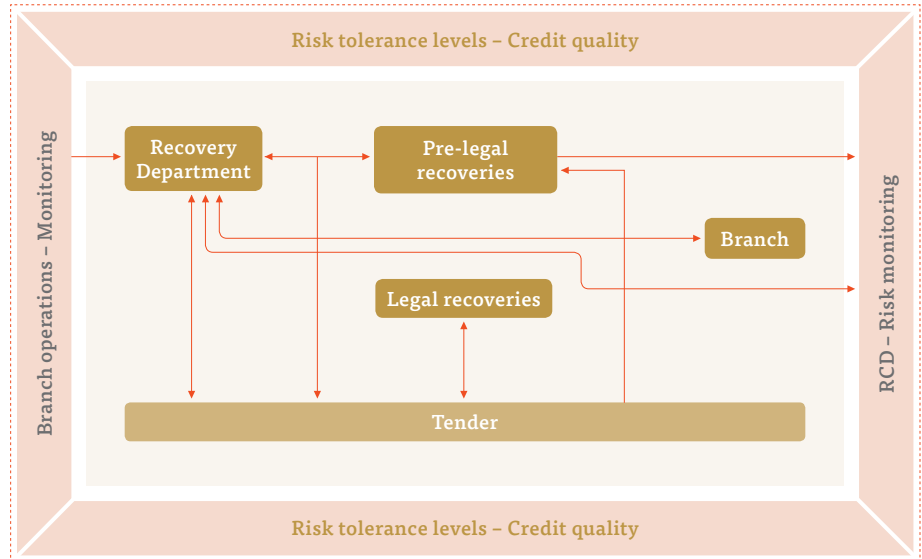 Risk tolerance levels – Credit quality
Branch operations – Monitoring
Recovery
Department
Pre-legal
recoveries
Branch
Legal recoveries
Tender
RCD – Risk monitoring
Risk tolerance levels – Credit quality